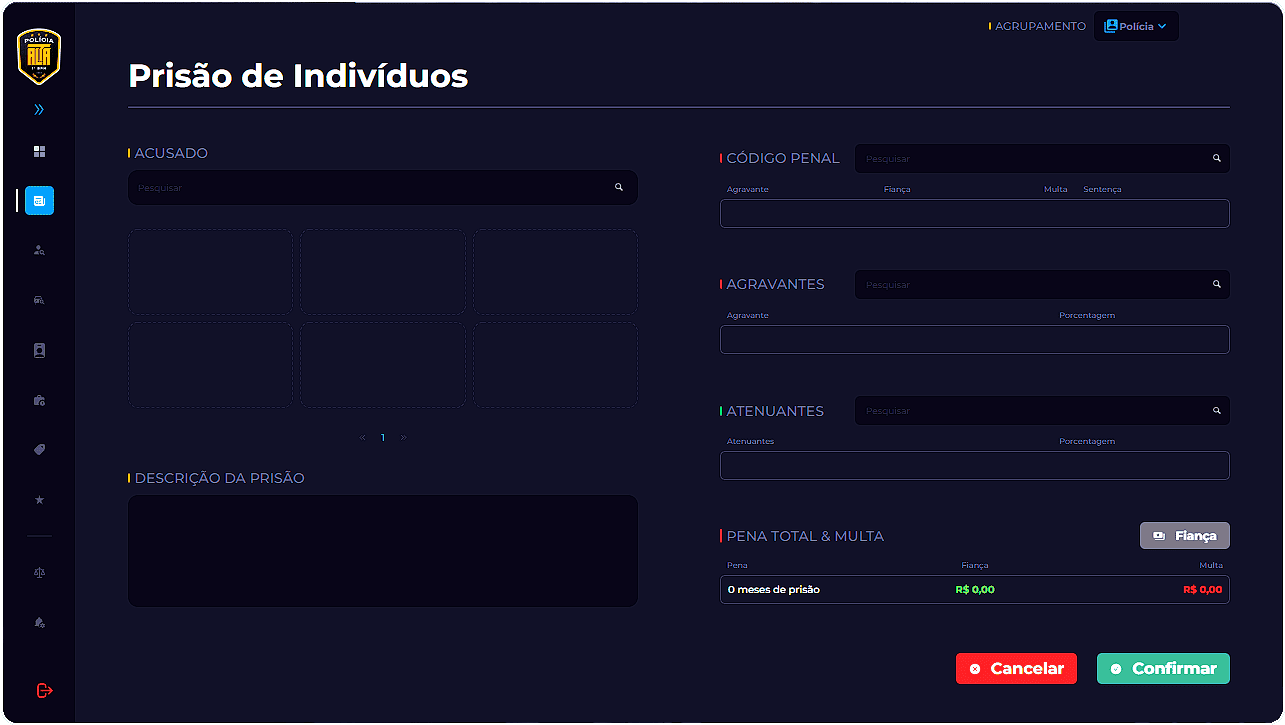 AGRUPAMENTO
Polícia
POLÍCIA
ALTA
Prisão de Indivíduos
ACUSADO
Pesquisar
1
DESCRIÇÃO DA PRISÃO
CÓDIGO PENAL
Pesquisar
Agravante Fiança Multa Sentença
AGRAVANTES
Pesquisar
Agravante Porcentagem
ATENUANTES
Pesquisar
Atenuantes Porcentagem
PENA TOTAL & MULTA
Fiança
Pena Fiança Multa
0 meses de prisão R$ 0,00 R$ 0,00
Cancelar
Confirmar